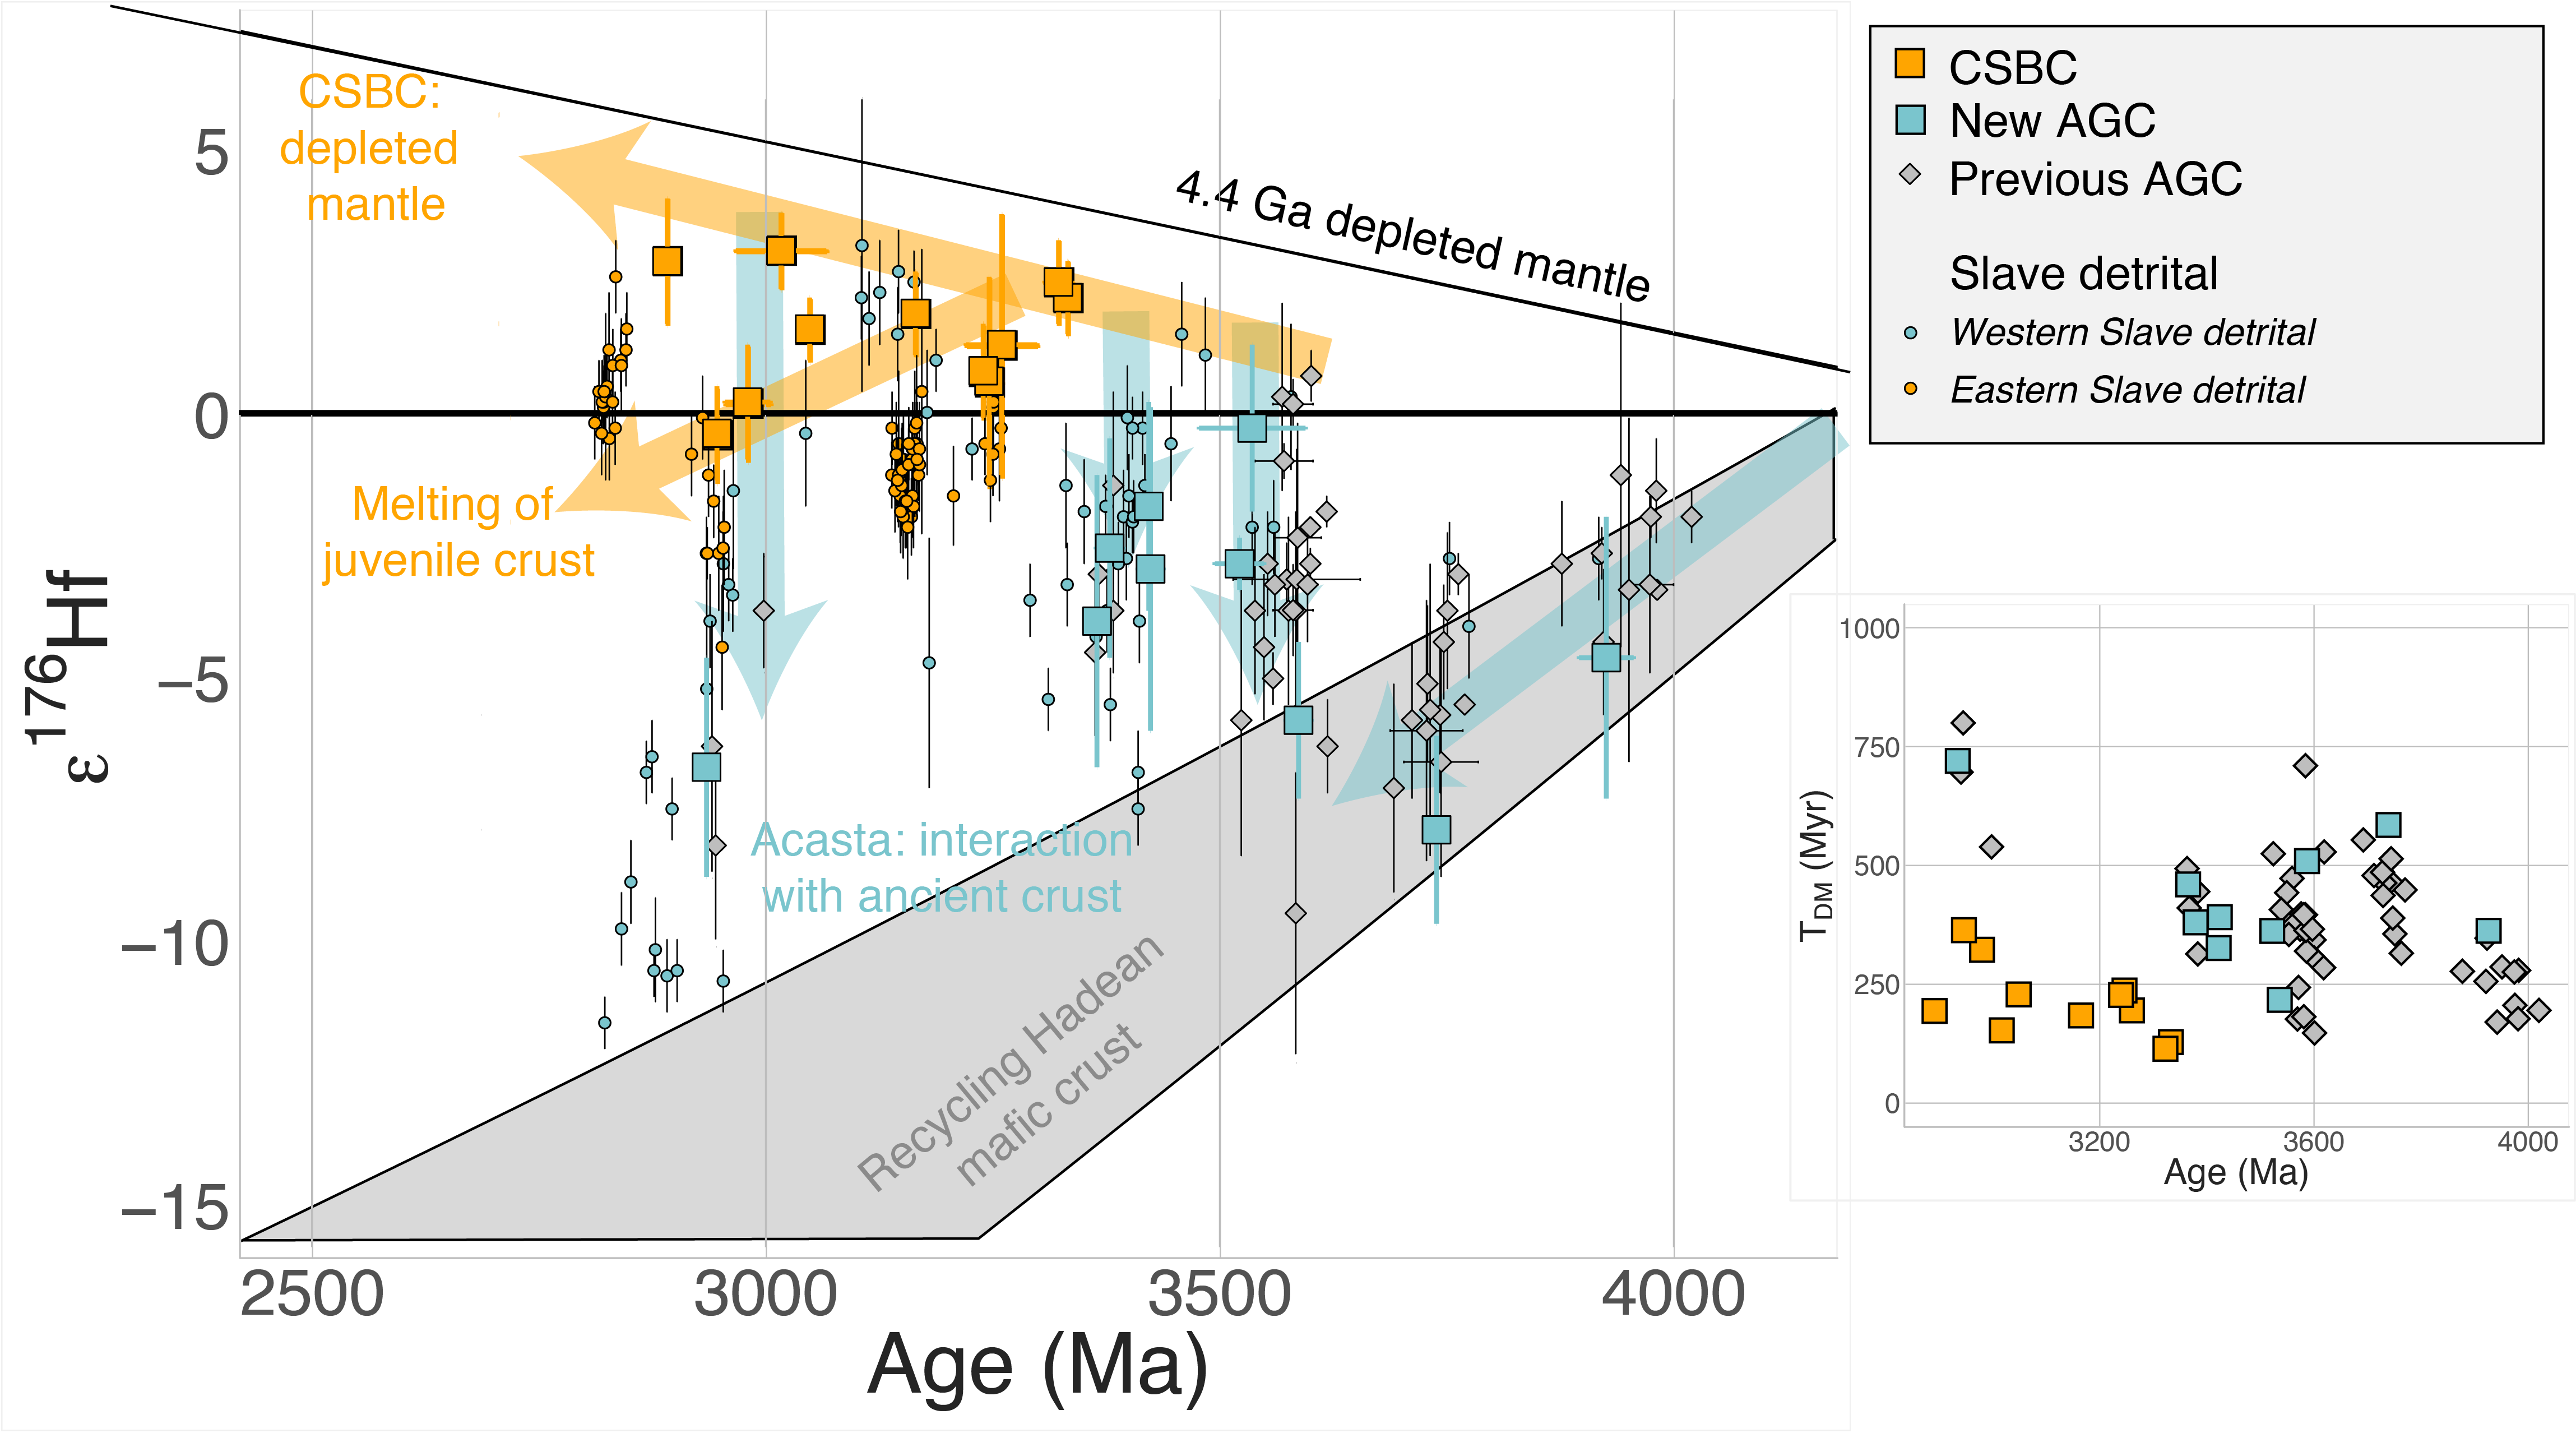 CSBC:
depleted
mantle
4.4 Ga depleted mantle
Melting of
juvenile crust
Acasta: interaction
with ancient crust
Recycling Hadean
mafic crust
5
0
−5
−10
−15
ε176Hf
2500 3000 3500 4000
Age (Ma)
CSBC
New AGC
Previous AGC
Slave detrital
Western Slave detrital
Eastern Slave detrital
1000
750
500
250
0
TDM (Myr)
3200 3600 4000
Age (Ma)